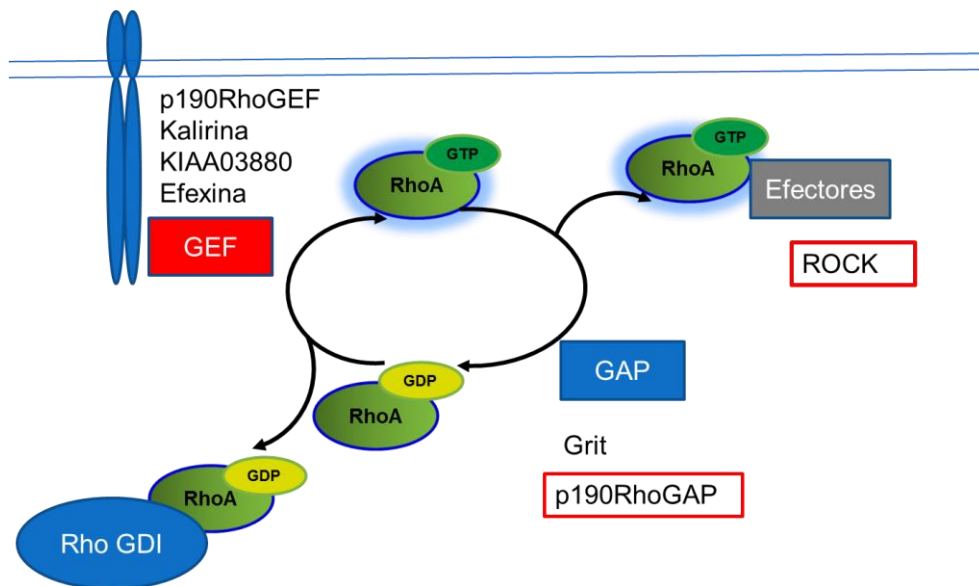 p190RhoGEF
Kalirina
KIAA03880
Efexina
GEF
GTP
RhoA
GTP
RhoA
Efectores
ROCK
GAP
GDP
RhoA
Grit
p190RhoGAP
GDP
RhoA
Rho GDI